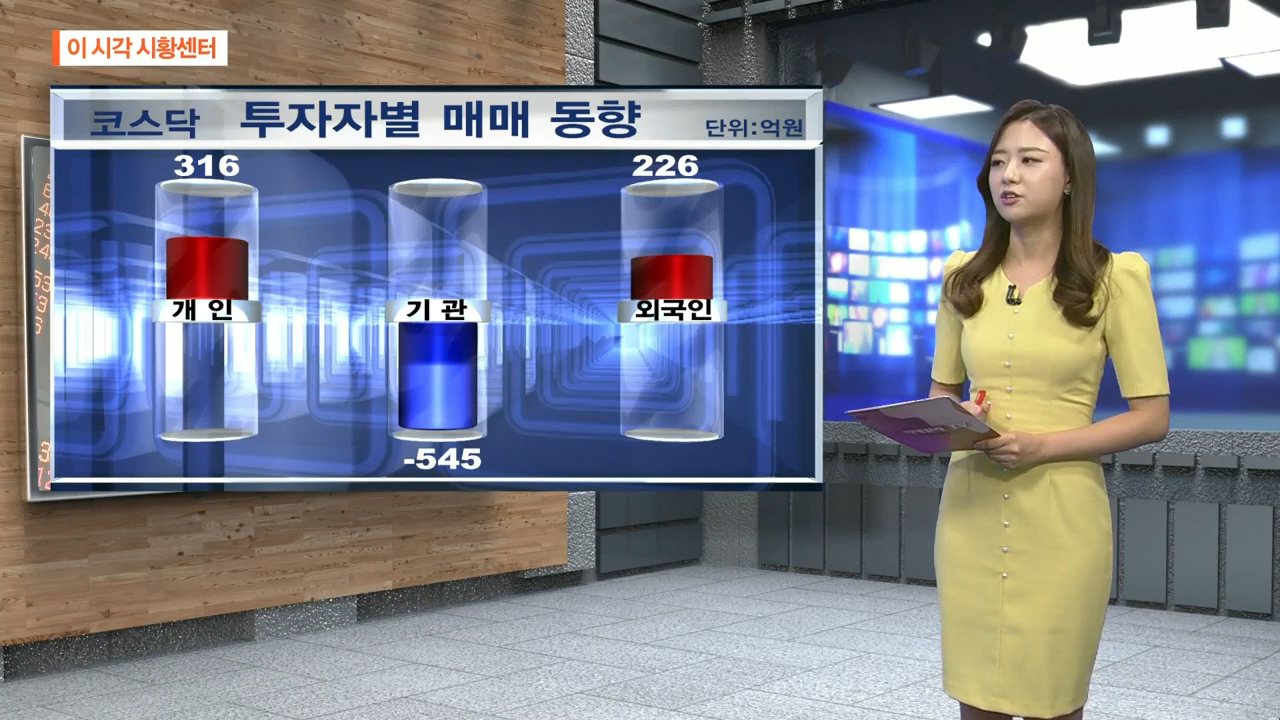 이 시각 시황센터
코스닥 투자자별 매매 동향 단위:억원
316 226
개 인 기 관 외국인
-545